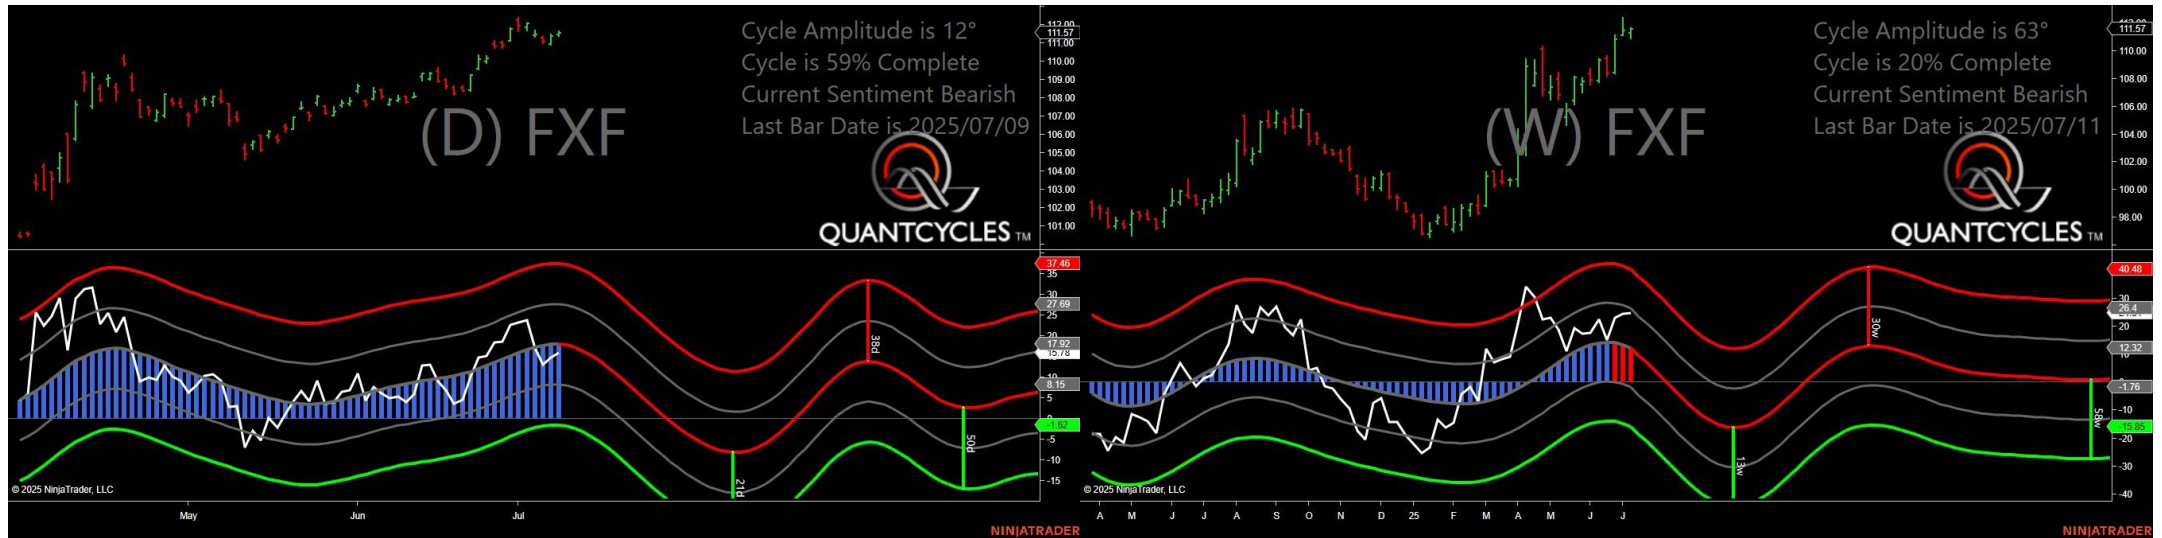 Cycle Amplitude is 12°
Cycle is 59% Complete
Current Sentiment Bearish
Last Bar Date is 2025/07/09
(D) FXF
QUANTCYCLES TM
112.00
111.57
111.00
110.00
109.00
108.00
107.00
106.00
105.00
104.00
103.00
102.00
101.00
37.46
35
30
27.69
25
20
17.92
15.78
10
8.15
5
0
-1.62
-5
-10
-15
38d
50d
21d
© 2025 NinjaTrader, LLC
May Jun Jul
NINJATRADER
Cycle Amplitude is 63°
Cycle is 20% Complete
Current Sentiment Bearish
Last Bar Date is 2025/07/11
(W) FXF
QUANTCYCLES TM
111.57
110.00
108.00
106.00
104.00
102.00
100.00
98.00
40.48
30
26.4
20
12.32
0
-1.76
-10
-15.85
-20
-30
-40
30w
13w
58w
© 2025 NinjaTrader, LLC
A M J J A S O N D 25 F M A M J J
NINJATRADER